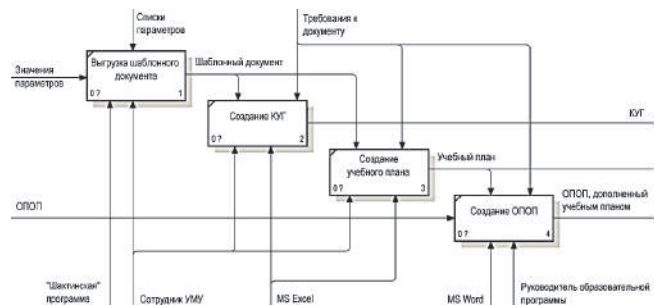 Списки
параметров
Требования к
документу
Значения
параметров
Выгрузка шаблонного
документа
0 ?
1
Шаблонный документ
Создание КУГ
0 ?
2
КУГ
Создание
учебного плана
0 ?
3
Учебный план
ОПОП
Создание ОПОП
0 ?
4
ОПОП, дополненный
учебным планом
"Шахтинская"
программа
Сотрудник УМУ
MS Excel
MS Word
Руководитель образовательной
программы